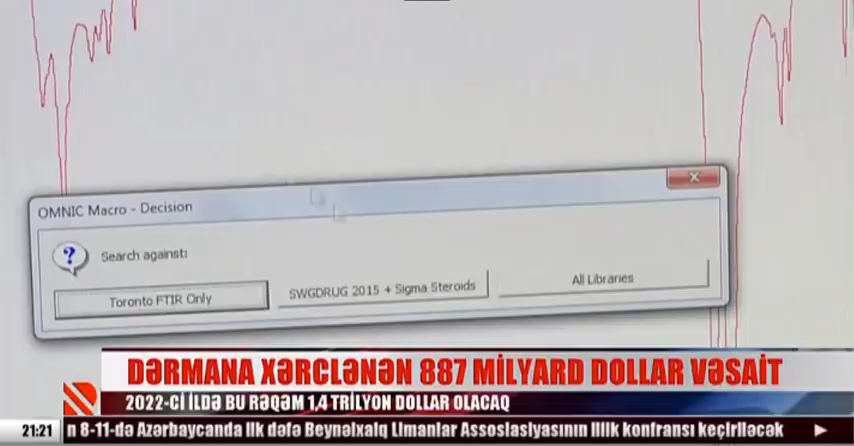 OMNIC Macro - Decision
Search against:
Toronto FTIR Only
SWGDRUG 2015 + Sigma Steroids
All Libraries
DƏRMANA XƏRCLƏNƏN 887 MİLYARD DOLLAR VƏSAİT
2022-Cİ İLDƏ BU RƏQƏM 1,4 TRİLYON DOLLAR OLACAQ
21:21 n 8-11-də Azərbaycanda ilk dəfə Beynəlxalq Limanlar Assosiasiyasının illik konfransı keçiriləcək